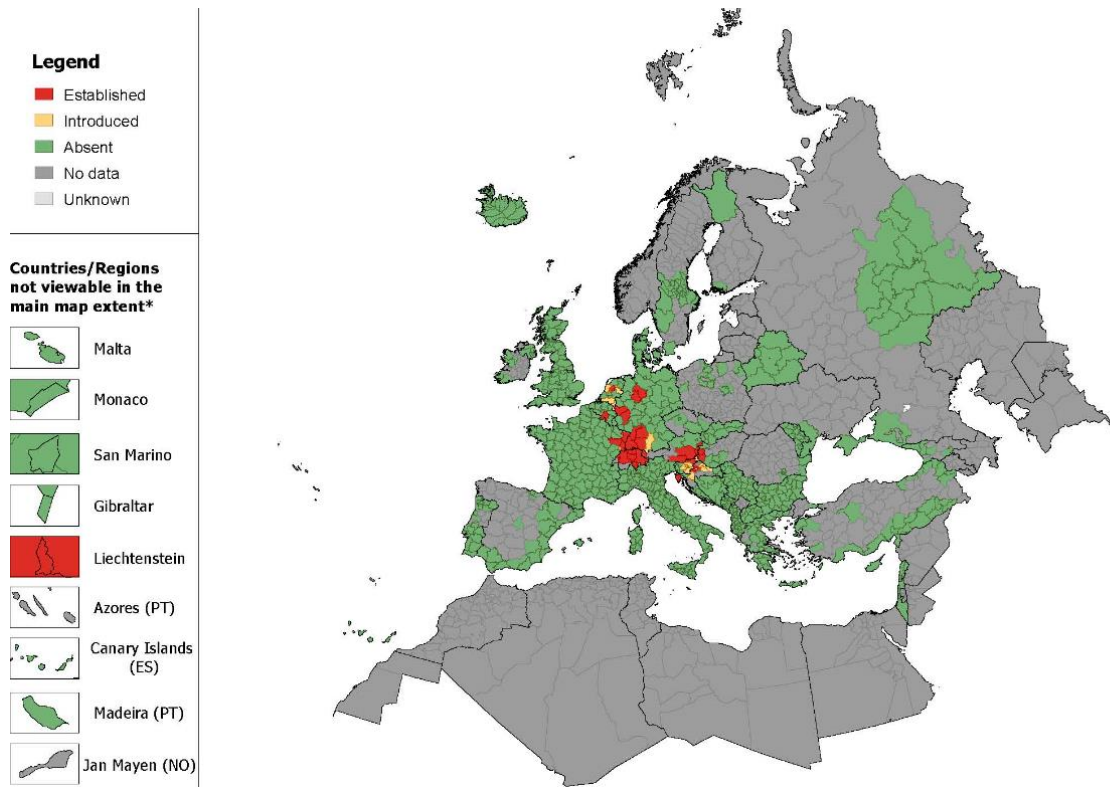 Legend
Established
Introduced
Absent
No data
Unknown
Countries/Regions
not viewable in the
main map extent*
Malta
Monaco
San Marino
Gibraltar
Liechtenstein
Azores (PT)
Canary Islands
(ES)
Madeira (PT)
Jan Mayen (NO)